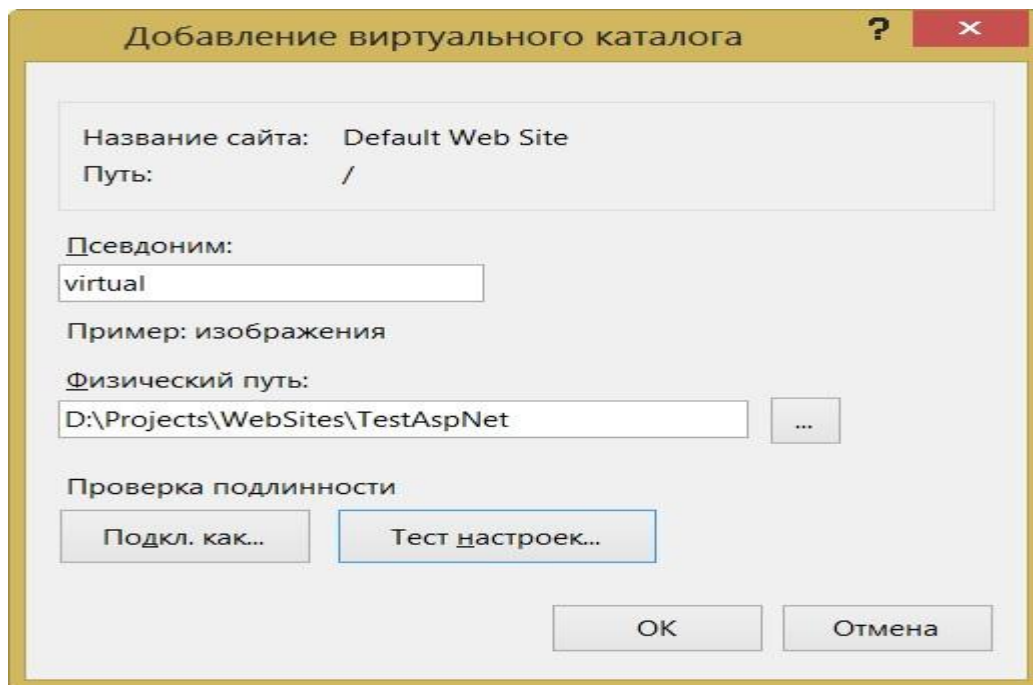 Добавление виртуального каталога ? ×
Название сайта: Default Web Site
Путь: /
Псевдоним:
virtual
Пример: изображения
Физический путь:
D:\Projects\WebSites\TestAspNet ...
Проверка подлинности
Подкл. как... Тест настроек...
ОК Отмена